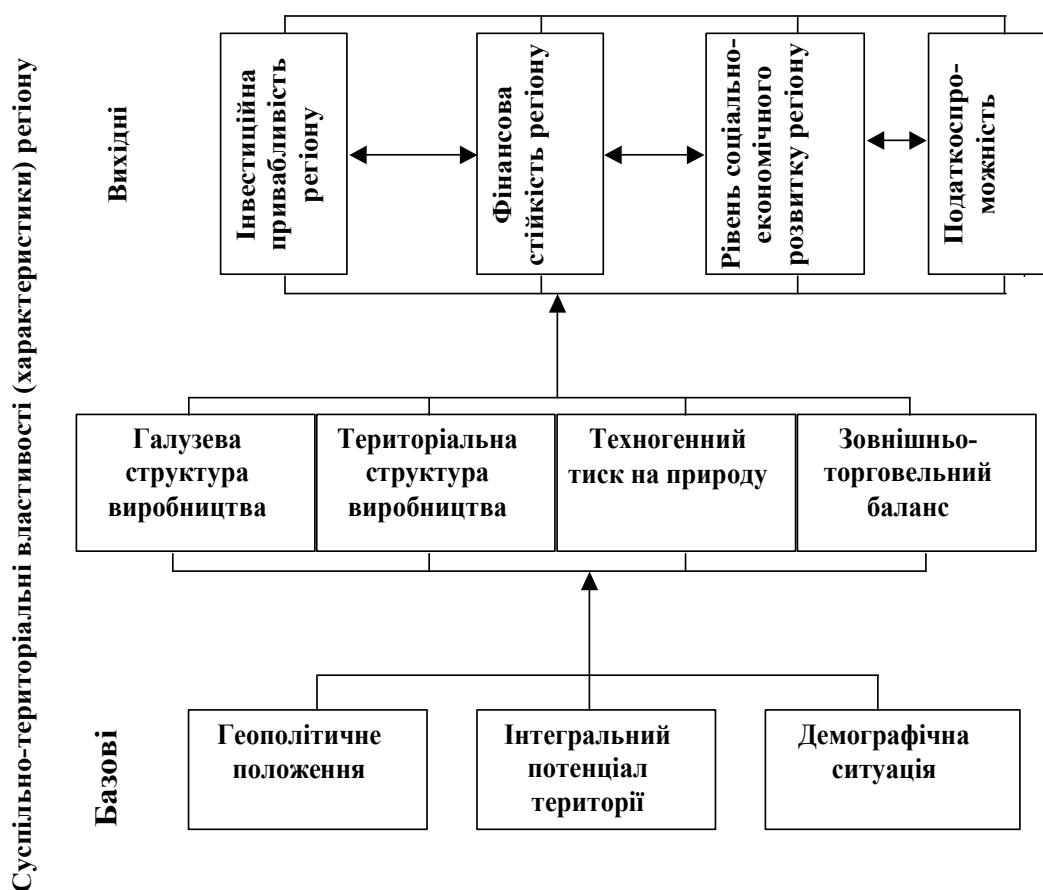 Суспільно-територіальні властивості (характеристики) регіону
Вихідні
Інвестиційна
привабливість
регіону
Фінансова
стійкість регіону
Рівень соціально-
економічного
розвитку регіону
Податкоспро-
можність
Галузева
структура
виробництва
Територіальна
структура
виробництва
Техногенний
тиск на природу
Зовнішньо-
торговельний
баланс
Базові
Геополітичне
положення
Інтегральний
потенціал
території
Демографічна
ситуація